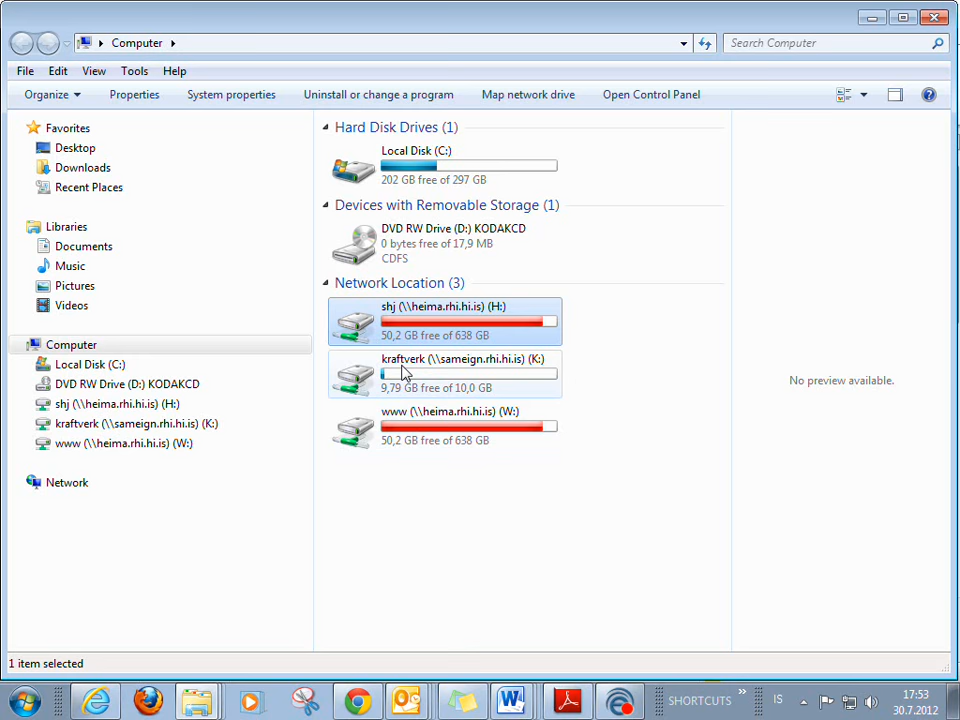 Computer
Search Computer
File Edit View Tools Help
Organize Properties System properties Uninstall or change a program Map network drive Open Control Panel
Favorites
Desktop
Downloads
Recent Places
Libraries
Documents
Music
Pictures
Videos
Computer
Local Disk (C:)
DVD RW Drive (D:) KODAKCD
shj (\\heima.rhi.hi.is) (H:)
kraftverk (\\sameign.rhi.hi.is) (K:)
www (\\heima.rhi.hi.is) (W:)
Network
Hard Disk Drives (1)
Local Disk (C:)
202 GB free of 297 GB
Devices with Removable Storage (1)
DVD RW Drive (D:) KODAKCD
0 bytes free of 17,9 MB
CDFS
Network Location (3)
shj (\\heima.rhi.hi.is) (H:)
50,2 GB free of 638 GB
kraftverk (\\sameign.rhi.hi.is) (K:)
9,79 GB free of 10,0 GB
www (\\heima.rhi.hi.is) (W:)
50,2 GB free of 638 GB
No preview available.
1 item selected
SHORTCUTS
IS
17:53
30.7.2012